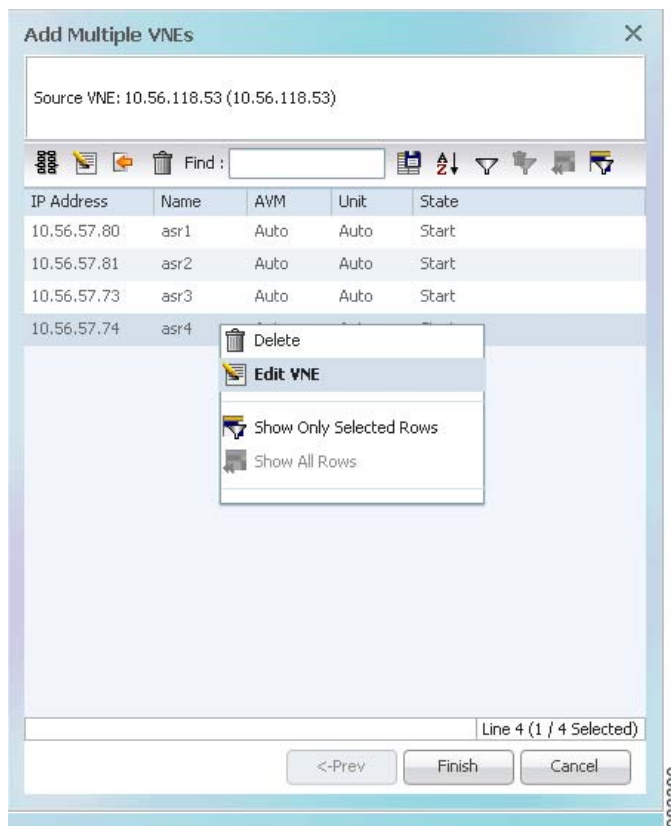 Add Multiple VNEs
Source VNE: 10.56.118.53 (10.56.118.53)
Find :
IP Address Name AVM Unit State
10.56.57.80 asr1 Auto Auto Start
10.56.57.81 asr2 Auto Auto Start
10.56.57.73 asr3 Auto Auto Start
10.56.57.74 asr4
Delete
Edit VNE
Show Only Selected Rows
Show All Rows
Line 4 (1 / 4 Selected)
<-Prev Finish Cancel